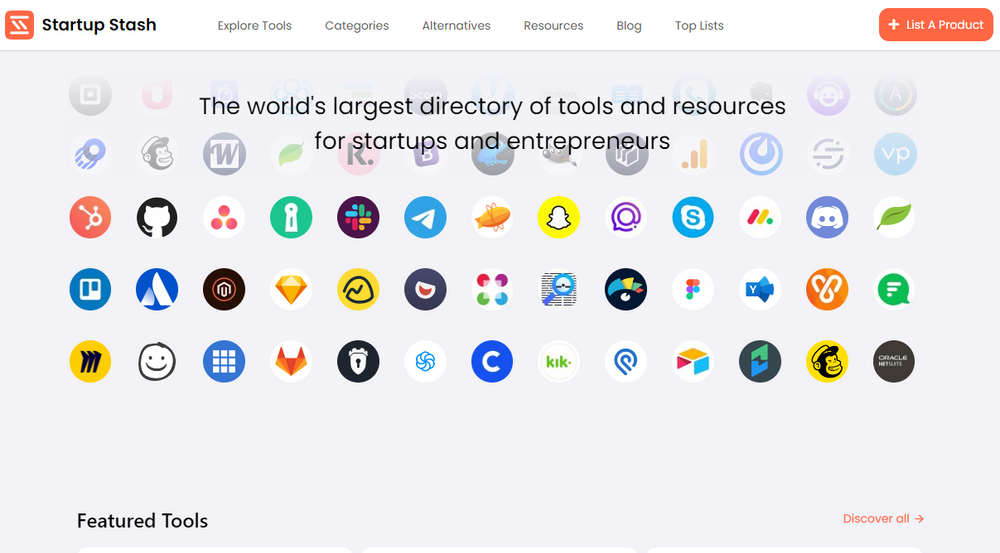 Startup Stash
Explore Tools
Categories
Alternatives
Resources
Blog
Top Lists
+ List A Product
The world's largest directory of tools and resources
for startups and entrepreneurs
vp
kik·
ORACLE
NETSUITE
Featured Tools
Discover all →